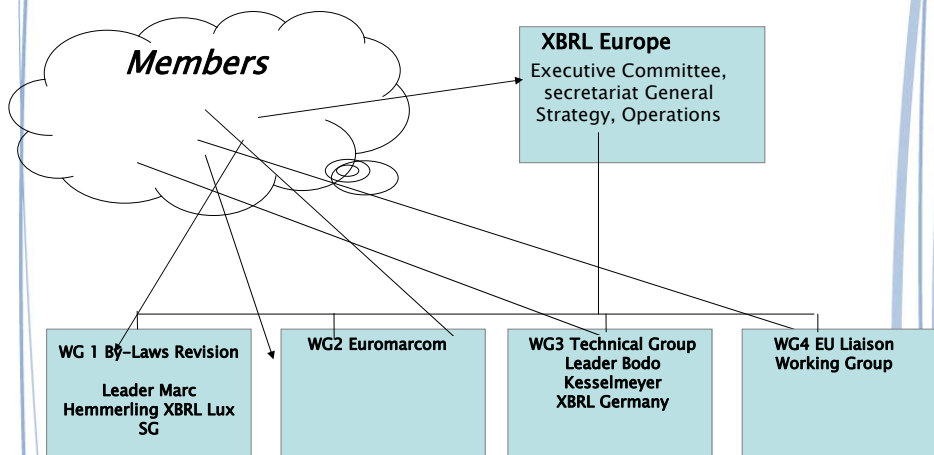 Members
XBRL Europe
Executive Committee,
secretariat General
Strategy, Operations
WG 1 By-Laws Revision
Leader Marc
Hemmerling XBRL Lux
SG
WG2 Euromarcom
WG3 Technical Group
Leader Bodo
Kesselmeyer
XBRL Germany
WG4 EU Liaison
Working Group